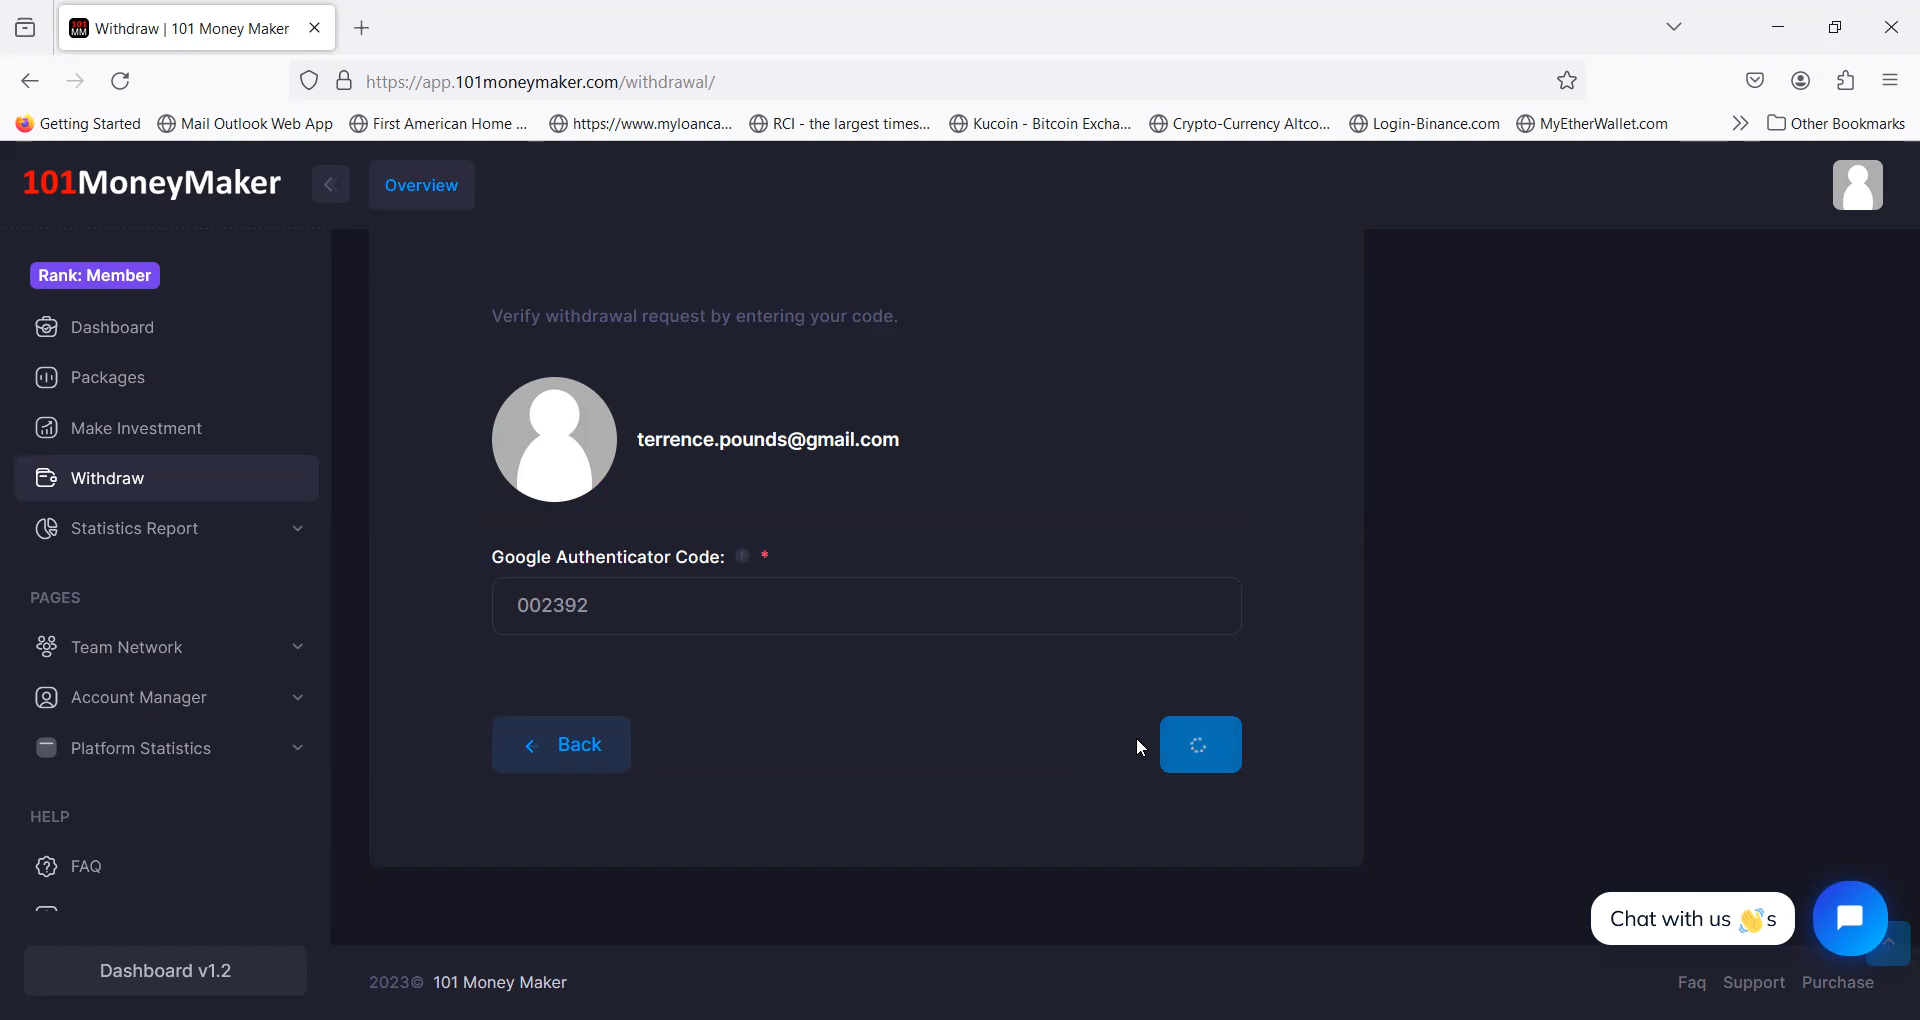 Withdraw | 101 Money Maker
https://app.101moneymaker.com/withdrawal/
Getting Started
Mail Outlook Web App
First American Home ...
https://www.myloanca...
RCI - the largest times...
Kucoin - Bitcoin Excha...
Crypto-Currency Altco...
Login-Binance.com
MyEtherWallet.com
Other Bookmarks
101MoneyMaker
Overview
Rank: Member
Dashboard
Packages
Make Investment
Withdraw
Statistics Report
PAGES
Team Network
Account Manager
Platform Statistics
HELP
FAQ
Dashboard v1.2
Verify withdrawal request by entering your code.
terrence.pounds@gmail.com
Google Authenticator Code: *
002392
Back
Chat with us 👋s
2023© 101 Money Maker
Faq
Support
Purchase